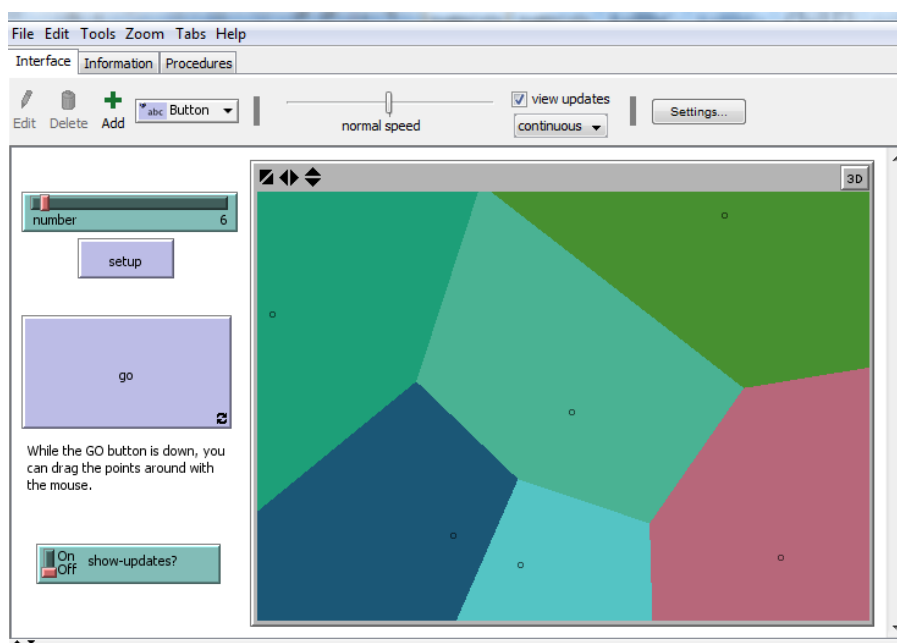 File Edit Tools Zoom Tabs Help
Interface Information Procedures
Edit Delete Add abc Button normal speed view updates continuous Settings...
3D
number 6
setup
go
While the GO button is down, you
can drag the points around with
the mouse.
On
Off show-updates?